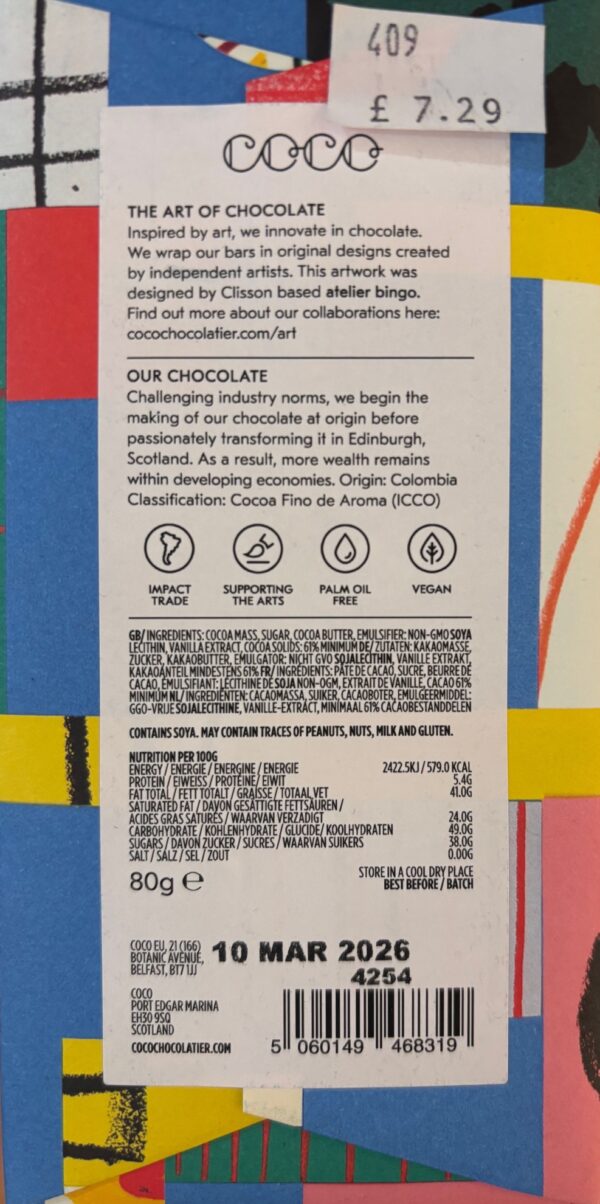 409
£ 7.29
COCO
THE ART OF CHOCOLATE
Inspired by art, we innovate in chocolate.
We wrap our bars in original designs created
by independent artists. This artwork was
designed by Clisson based atelier bingo.
Find out more about our collaborations here:
cocochocolatier.com/art
OUR CHOCOLATE
Challenging industry norms, we begin the
making of our chocolate at origin before
passionately transforming it in Edinburgh,
Scotland. As a result, more wealth remains
within developing economies. Origin: Colombia
Classification: Cocoa Fino de Aroma (ICCO)
IMPACT
TRADE
SUPPORTING
THE ARTS
PALM OIL
FREE
VEGAN
GB/ INGREDIENTS: COCOA MASS, SUGAR, COCOA BUTTER, EMULSIFIER: NON-GMO SOYA
LECITHIN, VANILLA EXTRACT, COCOA SOLIDS: 61% MINIMUM DE/ ZUTATEN: KAKAOMASSE,
ZUCKER, KAKAOBUTTER, EMULGATOR: NICHT GVO SOJALECITHIN, VANILLE EXTRAKT,
KAKAOANTEIL MINDESTENS 61% FR/ INGRÉDIENTS: PÂTE DE CACAO, SUCRE, BEURRE DE
CACAO, ÉMULSIFIANT: LÉCITHINE DE SOJA NON-OGM, EXTRAIT DE VANILLE, CACAO 61%
MINIMUM NL/ INGREDIËNTEN: CACAOMASSA, SUIKER, CACAOBOTER, EMULGEERMIDDEL:
GGO-VRIJE SOJALECITHINE, VANILLE-EXTRACT, MINIMAAL 61% CACAOBESTANDDELEN
CONTAINS SOYA. MAY CONTAIN TRACES OF PEANUTS, NUTS, MILK AND GLUTEN.
NUTRITION PER 100G
ENERGY / ENERGIE / ENERGINE / ENERGIE 2422.5KJ / 579.0 KCAL
PROTEIN / EIWEISS / PROTÉINE / EIWIT 5.4G
FAT TOTAL / FETT TOTALT / GRAISSE / TOTAAL VET 41.0G
SATURATED FAT / DAVON GESÄTTIGTE FETTSÄUREN /
ACIDES GRAS SATURÉS / WAARVAN VERZADIGT 24.0G
CARBOHYDRATE / KOHLENHYDRATE / GLUCIDE / KOOLHYDRATEN 49.0G
SUGARS / DAVON ZUCKER / SUCRES / WAARVAN SUIKERS 38.0G
SALT / SALZ / SEL / ZOUT 0.00G
80g ℮
STORE IN A COOL DRY PLACE
BEST BEFORE / BATCH
COCO EU, 21 (166)
BOTANIC AVENUE,
BELFAST, BT7 1JJ
10 MAR 2026
4254
COCO
PORT EDGAR MARINA
EH30 9SQ
SCOTLAND
COCOCHOCOLATIER.COM
5 060149 468319